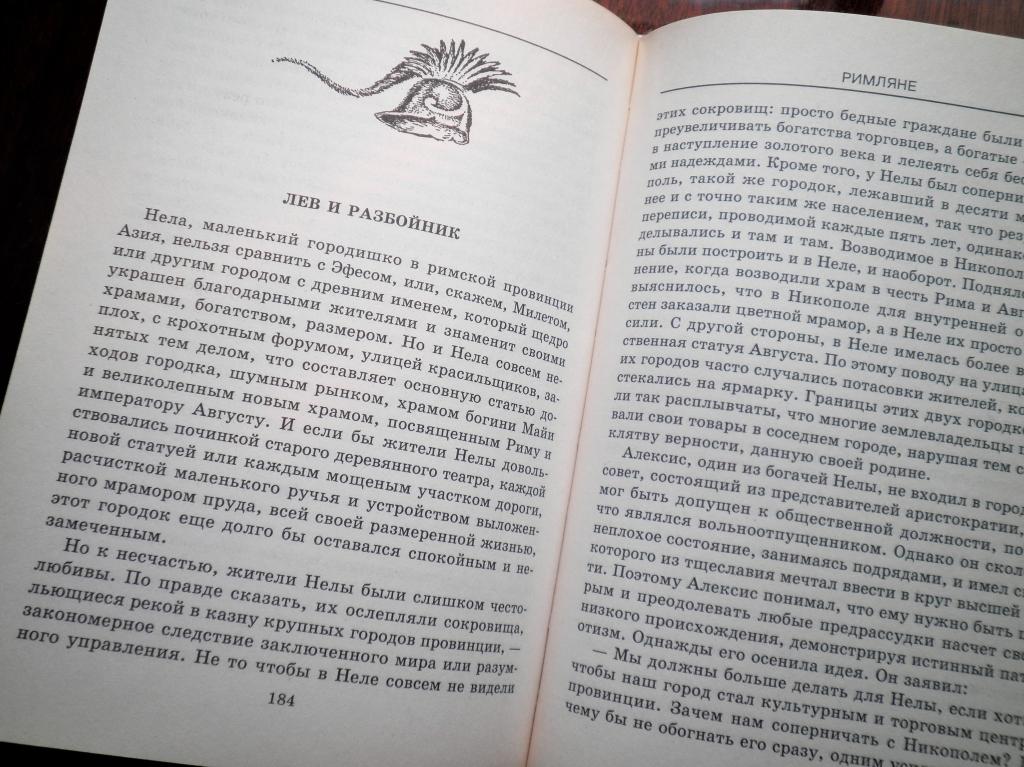 ЛЕВ И РАЗБОЙНИК
Нела, маленький городишко в римской провинции
Азия, нельзя сравнить с Эфесом, или, скажем, Милетом,
или другим городом с древним именем, который щедро
украшен благодарными жителями и знаменит своими
храмами, богатством, размером. Но и Нела совсем не-
плох, с крохотным форумом, улицей красильщиков, за-
нятых тем делом, что составляет основную статью до-
ходов городка, шумным рынком, храмом богини Майи
и великолепным новым храмом, посвященным Риму и
императору Августу. И если бы жители Нелы доволь-
ствовались починкой старого деревянного театра, каждой
новой статуей или каждым мощеным участком дороги,
расчисткой маленького ручья и устройством выложен-
ного мрамором пруда, всей своей размеренной жизнью,
этот городок еще долго бы оставался спокойным и не-
замеченным.
Но к несчастью, жители Нелы были слишком често-
любивы. По правде сказать, их ослепляли сокровища,
льющиеся рекой в казну крупных городов провинции, —
закономерное следствие заключенного мира или разум-
ного управления. Не то чтобы в Неле совсем не видели
184
РИМЛЯНЕ
этих сокровищ: просто бедные граждане были
преувеличивать богатства торговцев, а богатые
в наступление золотого века и лелеять себя бес
ми надеждами. Кроме того, у Нелы был соперни
поль, такой же городок, лежавший в десяти м
нее и с точно таким же населением, так что рез
переписи, проводимой каждые пять лет, одинако
делывались и там и там. Возводимое в Никопол
ны были построить и в Неле, и наоборот. Поднялс
нение, когда возводили храм в честь Рима и Авг
выяснилось, что в Никополе для внутренней о
стен заказали цветной мрамор, а в Неле их просто
сили. С другой стороны, в Неле имелась более в
ственная статуя Августа. По этому поводу на улица
их городов часто случались потасовки жителей, ко
стекались на ярмарку. Границы этих двух городко
ли так расплывчаты, что многие землевладельцы п
вали свои товары в соседнем городе, нарушая тем с
клятву верности, данную своей родине.
Алексис, один из богачей Нелы, не входил в город
совет, состоящий из представителей аристократии,
мог быть допущен к общественной должности, по
что являлся вольноотпущенником. Однако он скол
неплохое состояние, занимаясь подрядами, и имел с
которого из тщеславия мечтал ввести в круг высшей
ти. Поэтому Алексис понимал, что ему нужно быть щ
рым и преодолевать любые предрассудки насчет сво
низкого происхождения, демонстрируя истинный пат
отизм. Однажды его осенила идея. Он заявил:
— Мы должны больше делать для Нелы, если хоти
чтобы наш город стал культурным и торговым центр
провинции. Зачем нам соперничать с Никополем?
чему бы не обогнать его сразу, одним